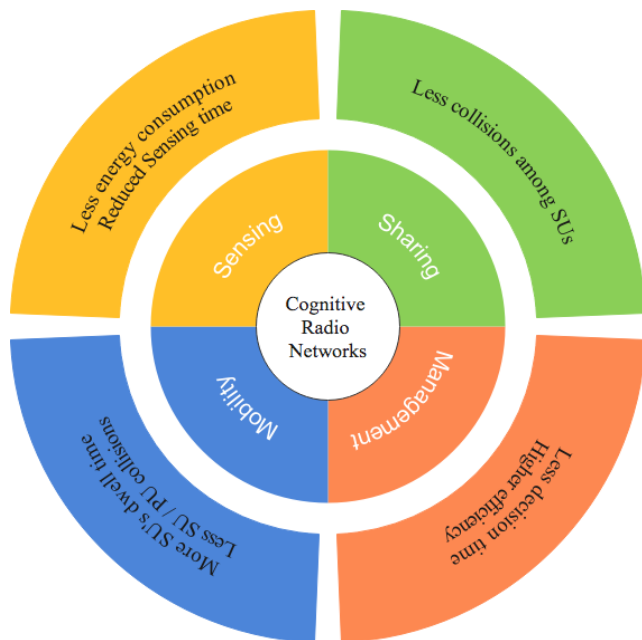 Less energy consumption
Reduced Sensing time
Less collisions among SUs
Sensing
Sharing
Cognitive
Radio
Networks
Mobility
Management
More SU's dwell time
Less SU / PU collisions
Less decision time
Higher efficiency